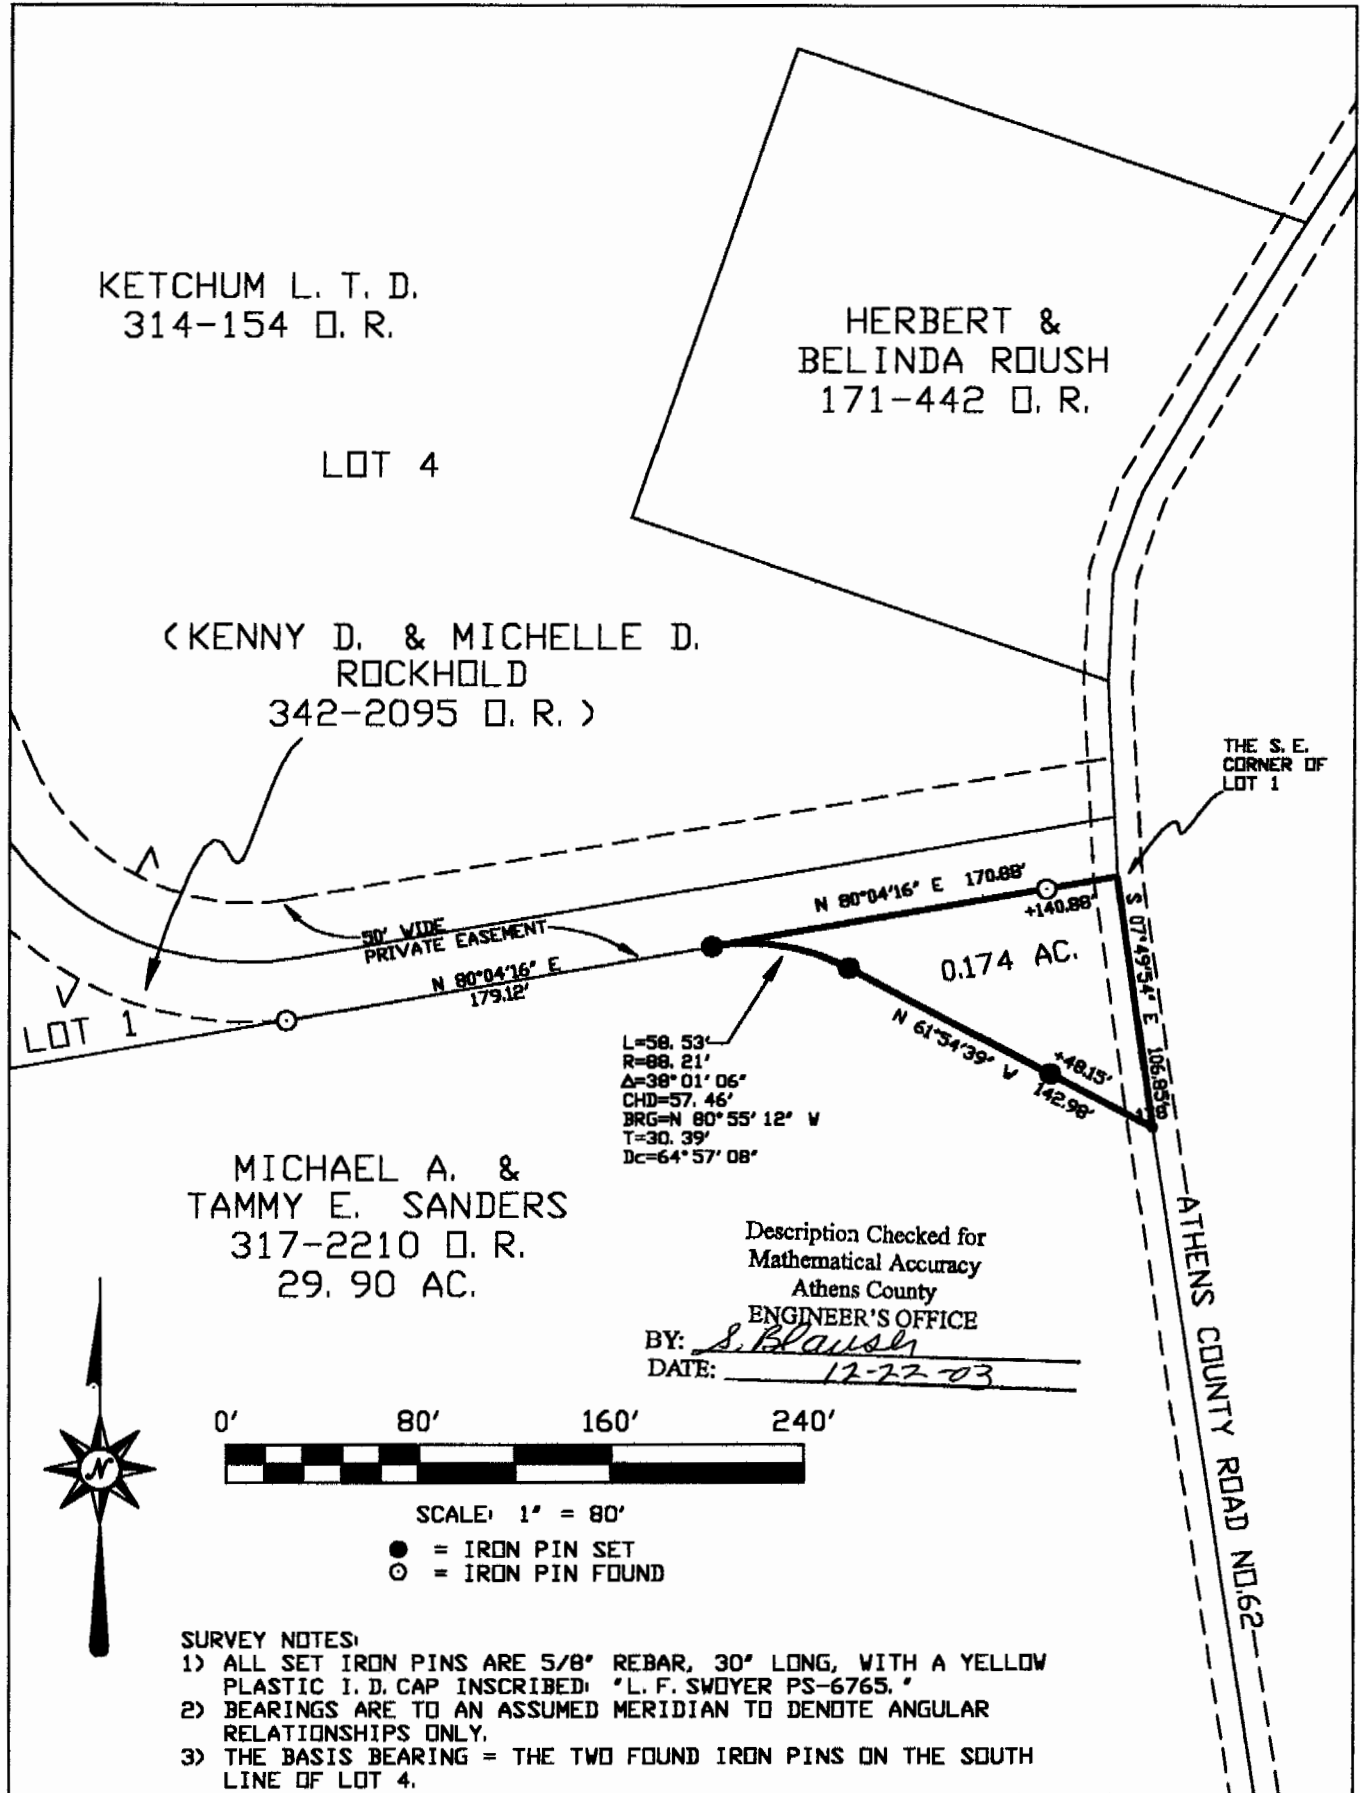 KETCHUM L. T. D.
314-154 O. R.
HERBERT &
BELINDA ROUSH
171-442 O. R.
LOT 4
(KENNY D. & MICHELLE D.
ROCKHOLD
342-2095 O. R.)
THE S. E.
CORNER OF
LOT 1
N 80°04'16" E 170.88'
+140.88'
S 07°49'54" E 106.85'
50' WIDE
PRIVATE EASEMENT
N 80°04'16" E
179.12'
0.174 AC.
LOT 1
N 61°54'39" W
+48.15'
142.98'
L=58. 53'
R=88. 21'
Δ=38° 01' 06"
CHD=57. 46'
BRG=N 80° 55' 12" W
T=30. 39'
Dc=64° 57' 08"
MICHAEL A. &
TAMMY E. SANDERS
317-2210 O. R.
29. 90 AC.
Description Checked for
Mathematical Accuracy
Athens County
ENGINEER'S OFFICE
BY: S. Blauser
DATE: 12-22-03
ATHENS COUNTY ROAD NO.62
N
0' 80' 160' 240'
SCALE: 1" = 80'
= IRON PIN SET
= IRON PIN FOUND
SURVEY NOTES:
1) ALL SET IRON PINS ARE 5/8" REBAR, 30" LONG, WITH A YELLOW
PLASTIC I. D. CAP INSCRIBED: "L. F. SWOYER PS-6765. "
2) BEARINGS ARE TO AN ASSUMED MERIDIAN TO DENOTE ANGULAR
RELATIONSHIPS ONLY.
3) THE BASIS BEARING = THE TWO FOUND IRON PINS ON THE SOUTH
LINE OF LOT 4.